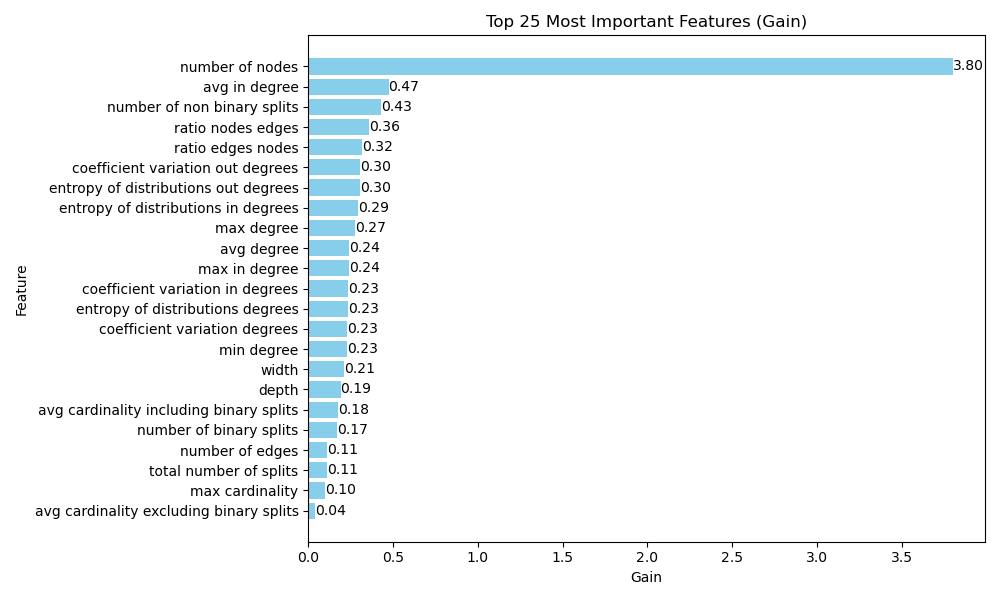 Top 25 Most Important Features (Gain)
number of nodes 3.80
avg in degree 0.47
number of non binary splits 0.43
ratio nodes edges 0.36
ratio edges nodes 0.32
coefficient variation out degrees 0.30
entropy of distributions out degrees 0.30
entropy of distributions in degrees 0.29
max degree 0.27
avg degree 0.24
max in degree 0.24
coefficient variation in degrees 0.23
entropy of distributions degrees 0.23
coefficient variation degrees 0.23
min degree 0.23
width 0.21
depth 0.19
avg cardinality including binary splits 0.18
number of binary splits 0.17
number of edges 0.11
total number of splits 0.11
max cardinality 0.10
avg cardinality excluding binary splits 0.04
Feature
0.0 0.5 1.0 1.5 2.0 2.5 3.0 3.5
Gain